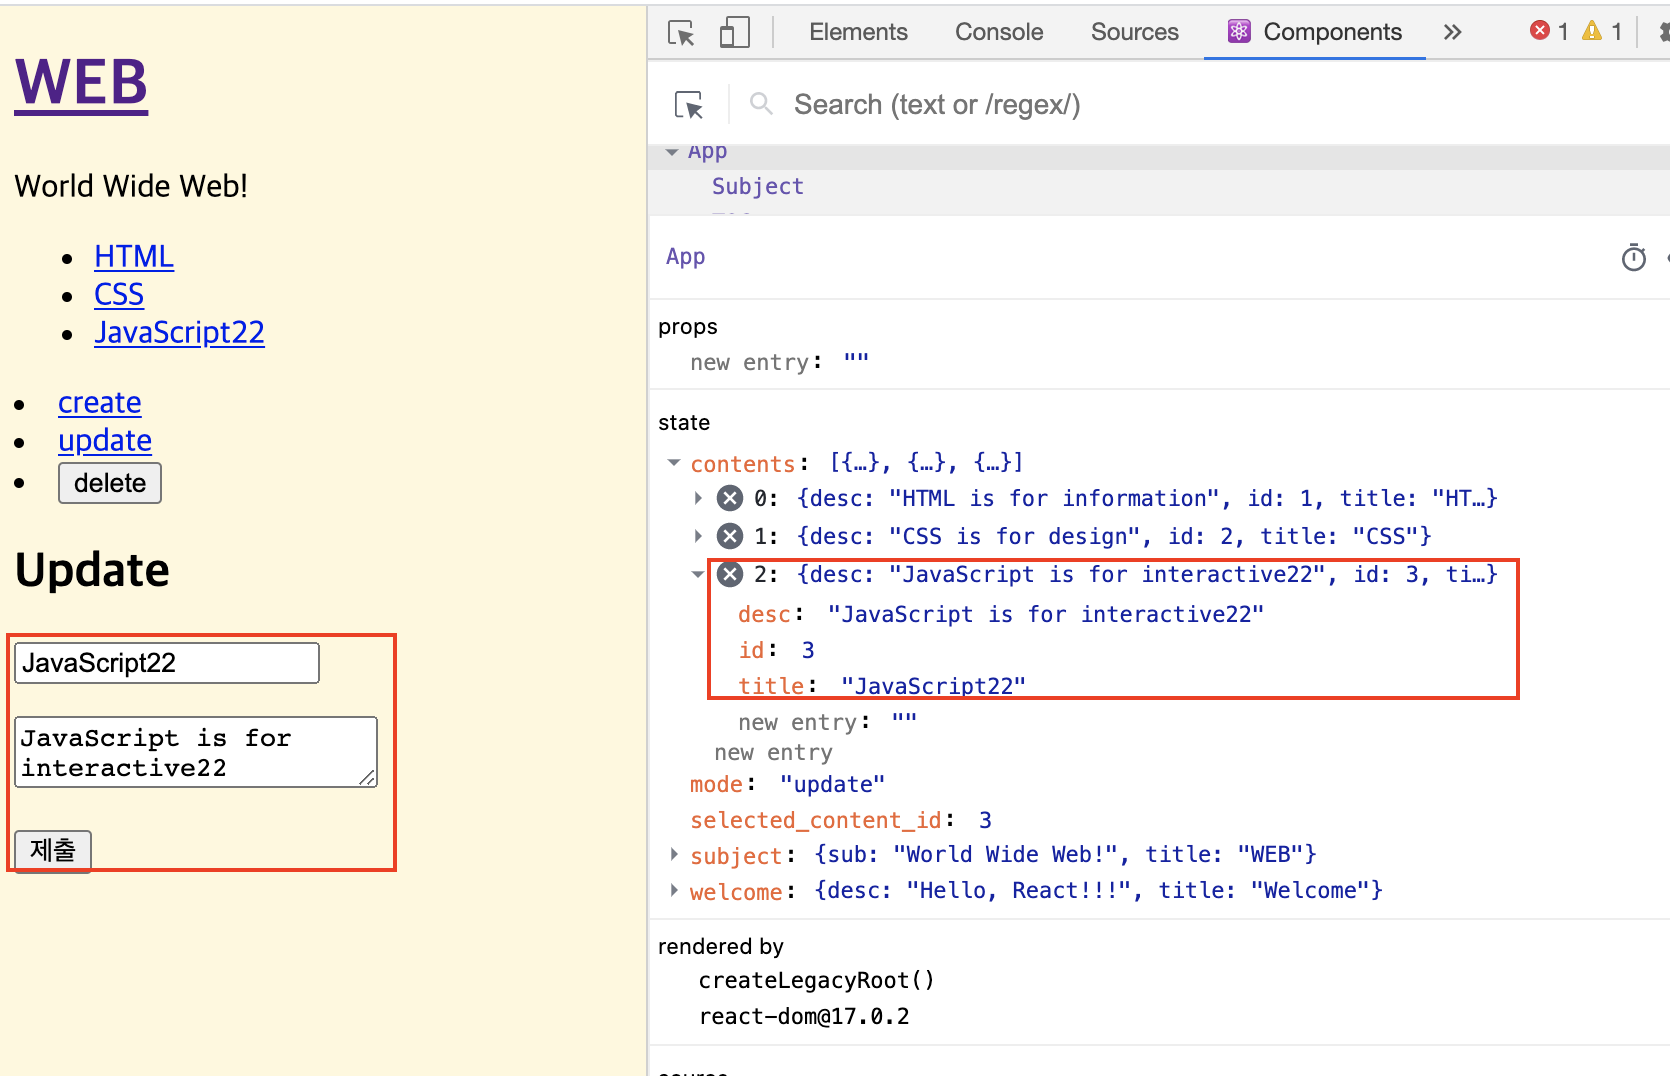 WEB
World Wide Web!
HTML
CSS
JavaScript22
create
update
delete
Update
JavaScript22
JavaScript is for
interactive22
제출
Elements Console Sources Components 1 1
Search (text or /regex/)
App
Subject
App
props
new entry: ""
state
contents: [{…}, {…}, {…}]
0: {desc: "HTML is for information", id: 1, title: "HT…}
1: {desc: "CSS is for design", id: 2, title: "CSS"}
2: {desc: "JavaScript is for interactive22", id: 3, ti…}
desc: "JavaScript is for interactive22"
id: 3
title: "JavaScript22"
new entry: ""
new entry
mode: "update"
selected_content_id: 3
subject: {sub: "World Wide Web!", title: "WEB"}
welcome: {desc: "Hello, React!!!", title: "Welcome"}
rendered by
createLegacyRoot()
react-dom@17.0.2